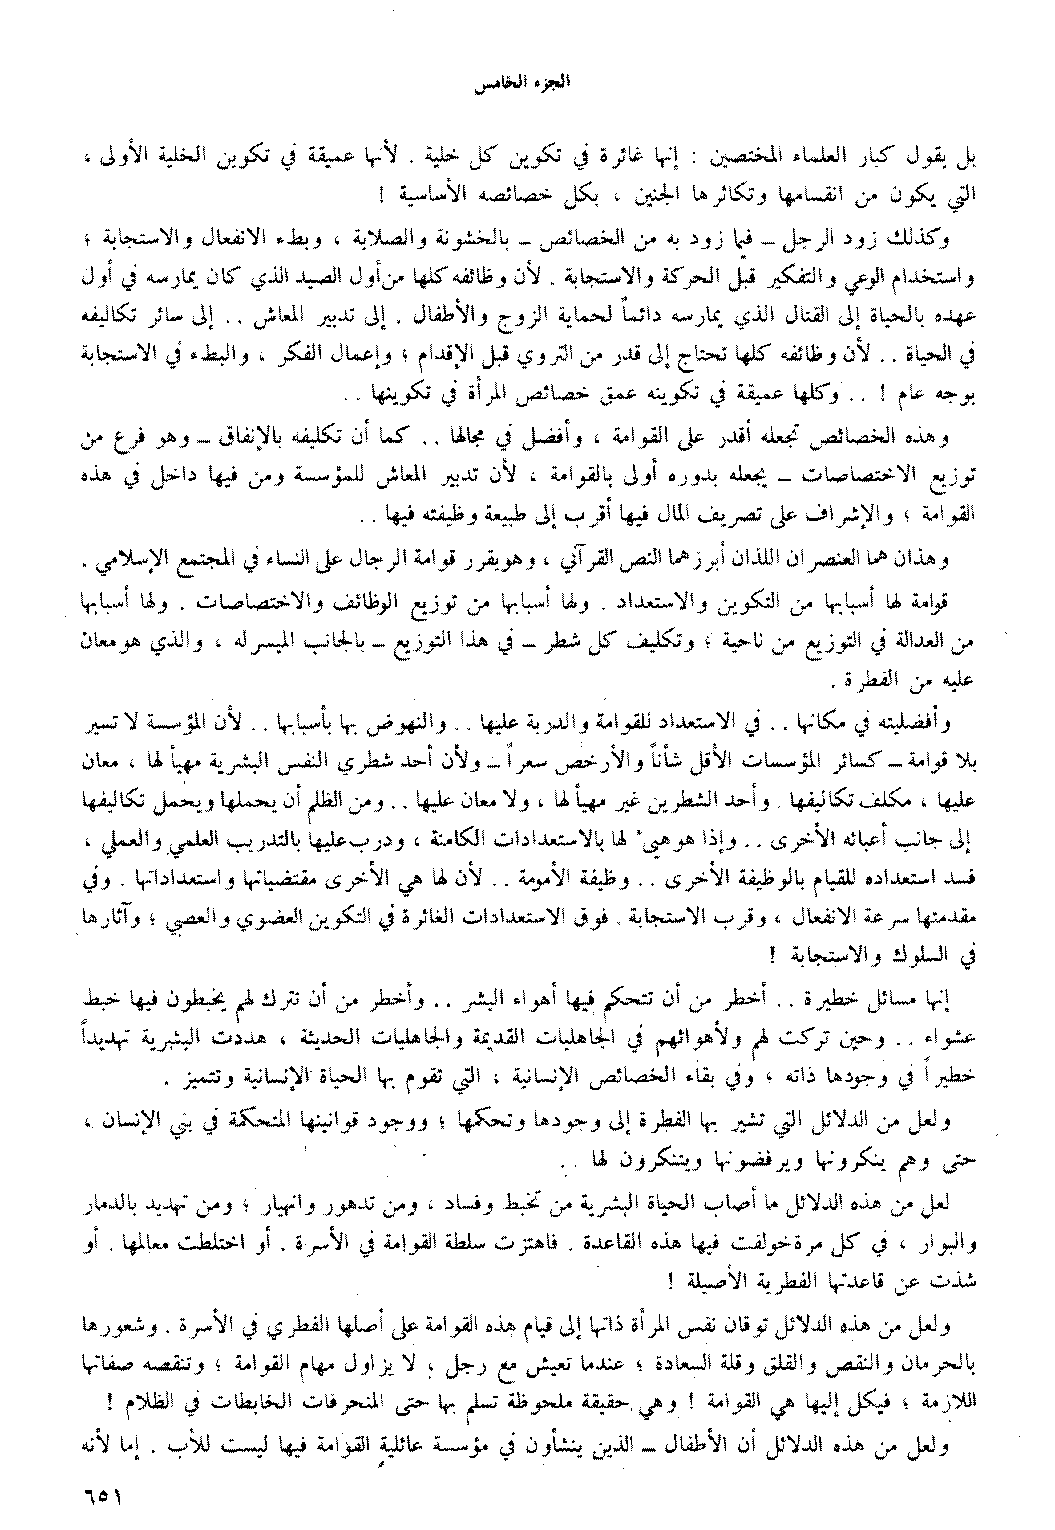 الجزء الخامس
بل يقول كبار العلماء المختصين : إنها غائرة في تكوين كل خلية . لأنها عميقة في تكوين الخلية الأولى ،
التي يكون من انقسامها وتكاثرها الجنين ، بكل خصائصه الأساسية !
وكذلك زود الرجل – فيما زود به من الخصائص – بالخشونة والصلابة ، وبطء الانفعال والاستجابة ؛
واستخدام الوعي والتفكير قبل الحركة والاستجابة . لأن وظائفه كلها من أول الصيد الذي كان يمارسه في أول
عهده بالحياة إلى القتال الذي يمارسه دائماً لحماية الزوج والأطفال . إلى تدبير المعاش .. إلى سائر تكاليفه
في الحياة .. لأن وظائفه كلها تحتاج إلى قدر من التروي قبل الإقدام ؛ وإعمال الفكر ، والبطء في الاستجابة
بوجه عام ! .. وكلها عميقة في تكوينه عمق خصائص المرأة في تكوينها ..
وهذه الخصائص تجعله أقدر على القوامة ، وأفضل في مجالها .. كما أن تكليفه بالإنفاق – وهو فرع من
توزيع الاختصاصات – يجعله بدوره أولى بالقوامة ، لأن تدبير المعاش للمؤسسة ومن فيها داخل في هذه
القوامة ؛ والإشراف على تصريف المال فيها أقرب إلى طبيعة وظيفته فيها ..
وهذان هما العنصران اللذان أبرزهما النص القرآني ، وهو يقرر قوامة الرجال على النساء في المجتمع الإسلامي .
قوامة لها أسبابها من التكوين والاستعداد . ولها أسبابها من توزيع الوظائف والاختصاصات . ولها أسبابها
من العدالة في التوزيع من ناحية ؛ وتكليف كل شطر – في هذا التوزيع – بالجانب الميسر له ، والذي هو معان
عليه من الفطرة .
وأفضليته في مكانها .. في الاستعداد للقوامة والدربة عليها .. والنهوض بها بأسبابها .. لأن المؤسسة لا تسير
بلا قوامة – كسائر المؤسسات الأقل شأناً والأرخص سعراً – ولأن أحد شطري النفس البشرية مهيأ لها ، معان
عليها ، مكلف تكاليفها . وأحد الشطرين غير مهيأ لها ، ولا معان عليها .. ومن الظلم أن يحملها ويحمل تكاليفها
إلى جانب أعبائه الأخرى .. وإذا هو هيئ لها بالاستعدادات الكامنة ، ودرب عليها بالتدريب العلمي والعملي ،
فسد استعداده للقيام بالوظيفة الأخرى .. وظيفة الأمومة .. لأن لها هي الأخرى مقتضياتها واستعداداتها . وفي
مقدمتها سرعة الانفعال ، وقرب الاستجابة . فوق الاستعدادات الغائرة في التكوين العضوي والعصبي ؛ وآثارها
في السلوك والاستجابة !
إنها مسائل خطيرة .. أخطر من أن تتحكم فيها أهواء البشر .. وأخطر من أن تترك لهم يخبطون فيها خبط
عشواء .. وحين تركت لهم ولأهوائهم في الجاهليات القديمة والجاهليات الحديثة ، هددت البشرية تهديداً
خطيراً في وجودها ذاته ، وفي بقاء الخصائص الإنسانية ، التي تقوم بها الحياة الإنسانية وتتميز .
ولعل من الدلائل التي تشير بها الفطرة إلى وجودها وتحكمها ؛ ووجود قوانينها المتحكمة في بني الإنسان ،
حتى وهم ينكرونها ويرفضونها ويتنكرون لها ..
لعل من هذه الدلائل ما أصاب الحياة البشرية من تخبط وفساد ، ومن تدهور وانهيار ؛ ومن تهديد بالدمار
والبوار ، في كل مرة خولفت فيها هذه القاعدة . فاهتزت سلطة القوامة في الأسرة . أو اختلطت معالمها . أو
شذت عن قاعدتها الفطرية الأصيلة !
ولعل من هذه الدلائل توقان نفس المرأة ذاتها إلى قيام هذه القوامة على أصلها الفطري في الأسرة . وشعورها
بالحرمان والنقص والقلق وقلة السعادة ؛ عندما تعيش مع رجل ، لا يزاول مهام القوامة ؛ وتنقصه صفاتها
اللازمة ؛ فيكل إليها هي القوامة ! وهي حقيقة ملحوظة تسلم بها حتى المنحرفات الخابطات في الظلام !
ولعل من هذه الدلائل أن الأطفال – الذين ينشأون في مؤسسة عائلية القوامة فيها ليست للأب . إما لأنه
٦٥١